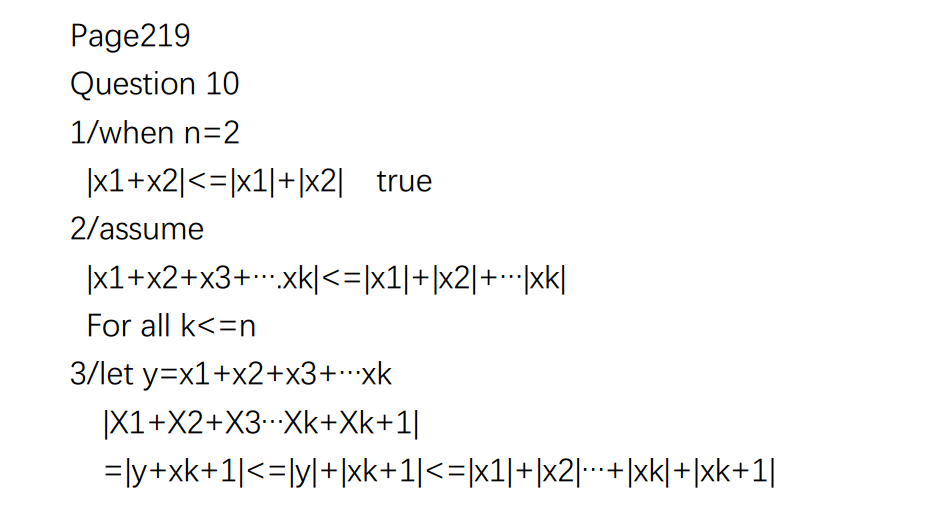 Page219
Question 10
1/when n=2
|x1+x2|<=|x1|+|x2| true
2/assume
|x1+x2+x3+….xk|<=|x1|+|x2|+…|xk|
For all k<=n
3/let y=x1+x2+x3+…xk
|X1+X2+X3…Xk+Xk+1|
=|y+xk+1|<=|y|+|xk+1|<=|x1|+|x2|…+|xk|+|xk+1|